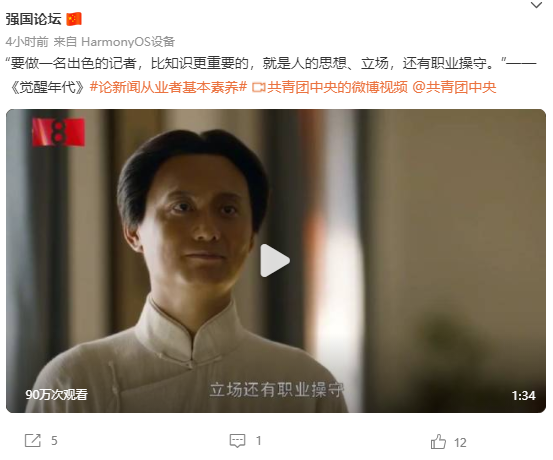 强国论坛
4小时前 来自 HarmonyOS设备
“要做一名出色的记者，比知识更重要的，就是人的思想、立场，还有职业操守。”——
《觉醒年代》#论新闻从业者基本素养# 共青团中央的微博视频 @共青团中央
8
立场还有职业操守
90万次观看
1:34
5
1
12